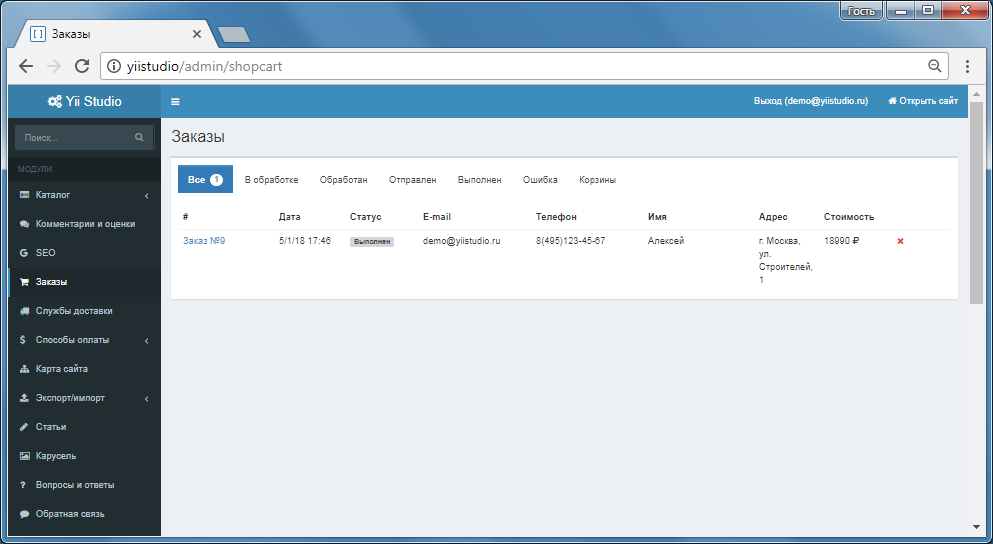 Гость
Заказы
yiistudio/admin/shopcart
Yii Studio
Выход (demo@yiistudio.ru) Открыть сайт
Поиск...
МОДУЛИ
Каталог
Комментарии и оценки
SEO
Заказы
Службы доставки
Способы оплаты
Карта сайта
Экспорт/импорт
Статьи
Карусель
Вопросы и ответы
Обратная связь
Заказы
Все 1 В обработке Обработан Отправлен Выполнен Ошибка Корзины
# Дата Статус E-mail Телефон Имя Адрес Стоимость
Заказ №9 5/1/18 17:46 Выполнен demo@yiistudio.ru 8(495)123-45-67 Алексей г. Москва, 18990 ₽
ул.
Строителей,
1